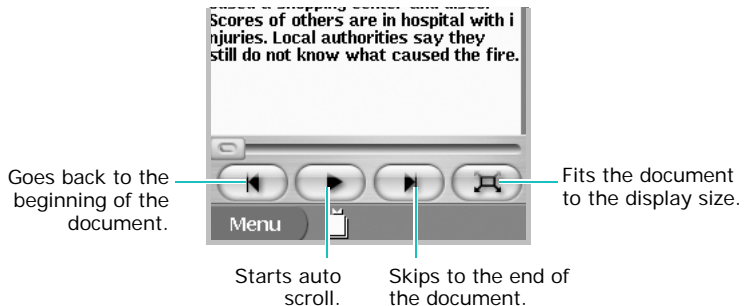 Scores of others are in hospital with i
njuries. Local authorities say they
still do not know what caused the fire.
Goes back to the
beginning of the
document.
Fits the document
to the display size.
Menu
Starts auto
scroll.
Skips to the end of
the document.